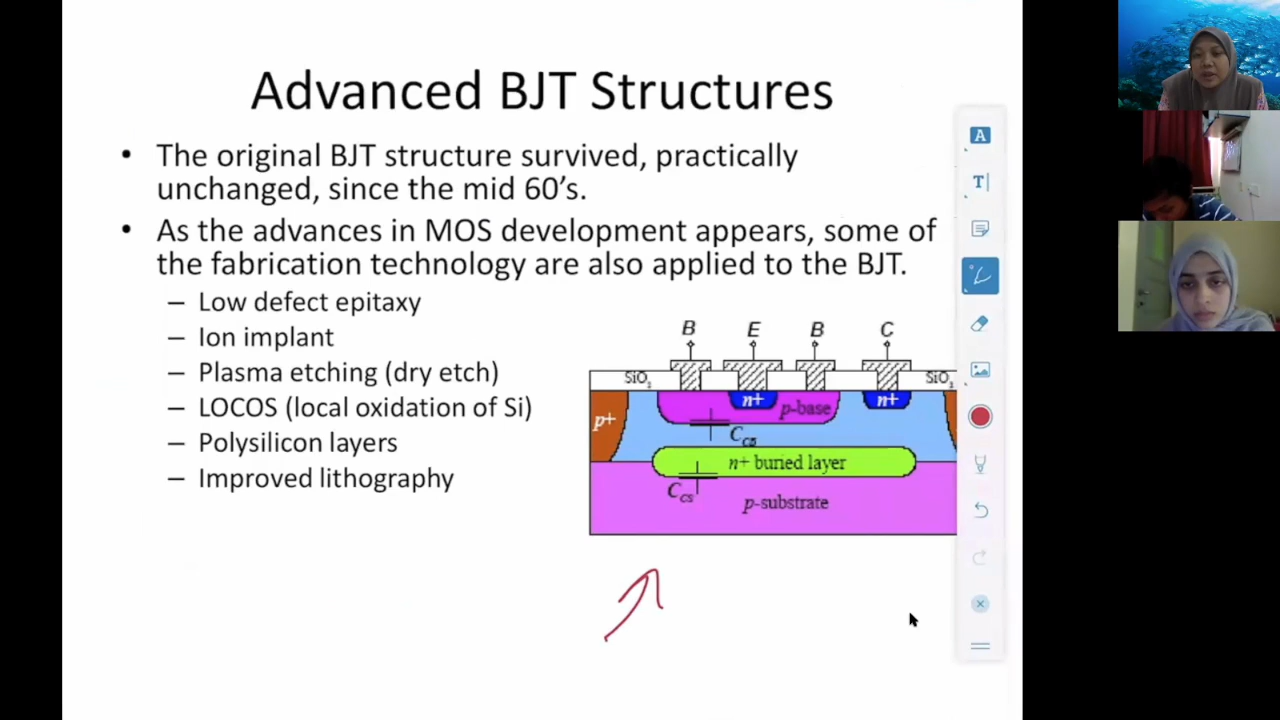 Advanced BJT Structures
• The original BJT structure survived, practically
unchanged, since the mid 60's.
• As the advances in MOS development appears, some of
the fabrication technology are also applied to the BJT.
– Low defect epitaxy
– Ion implant
– Plasma etching (dry etch)
– LOCOS (local oxidation of Si)
– Polysilicon layers
– Improved lithography
B E B C
SiO₂ SiO₂
n+ p-base n+
p+
C_CB
n+ buried layer
C_CS
p-substrate
A
T